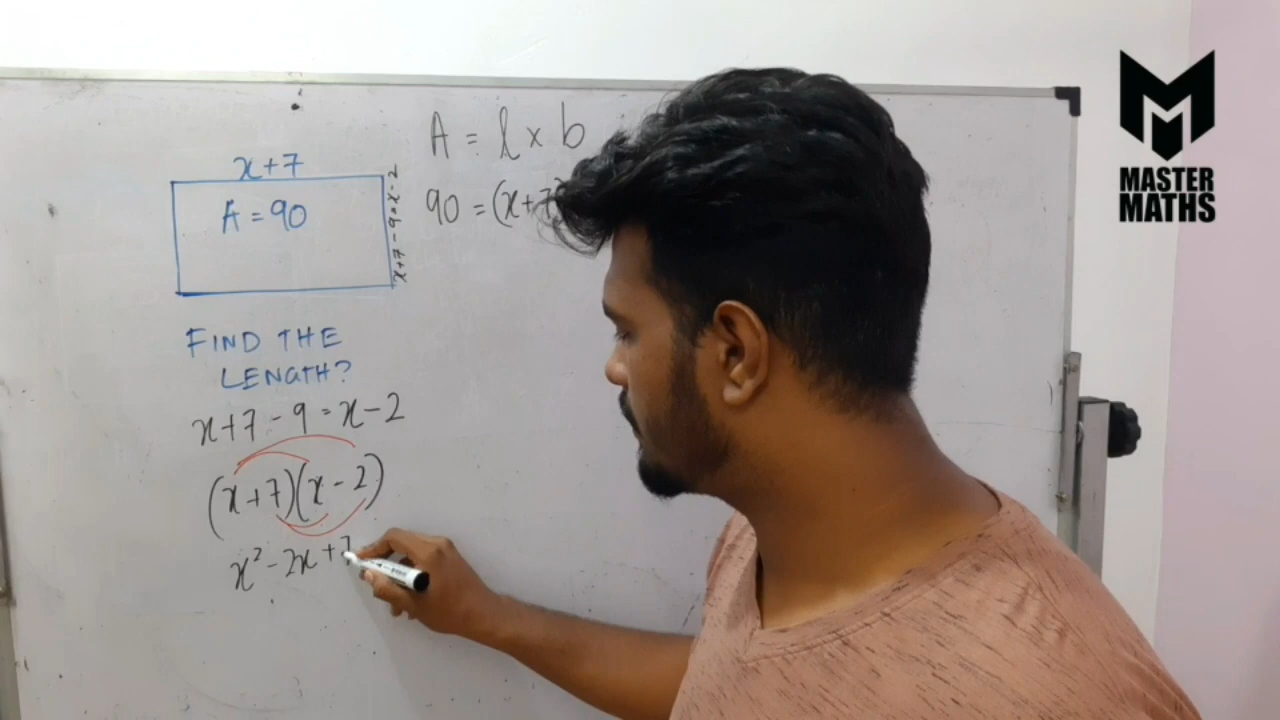 x+7
A = 90
x+7-9=x-2
FIND THE
LENGTH?
x+7-9=x-2
(x+7)(x-2)
x²-2x+7
A = l x b
90 = (x+7
MASTER
MATHS